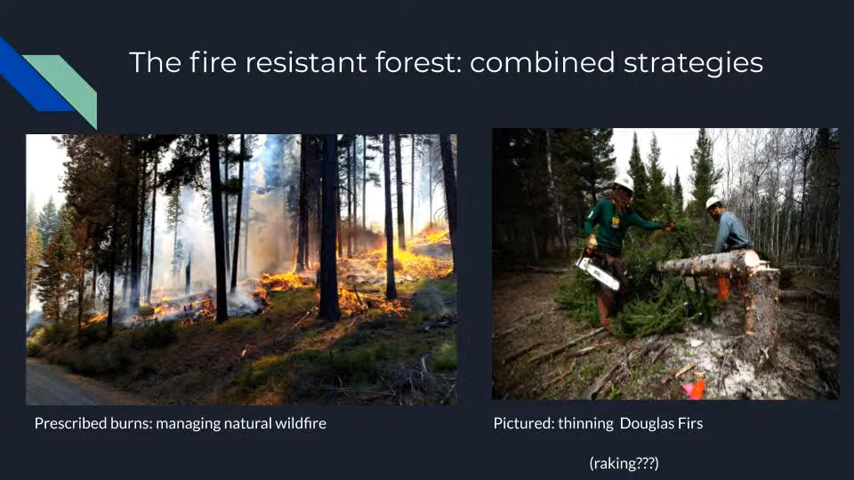 The fire resistant forest: combined strategies
Prescribed burns: managing natural wildfire
Pictured: thinning Douglas Firs
(raking???)